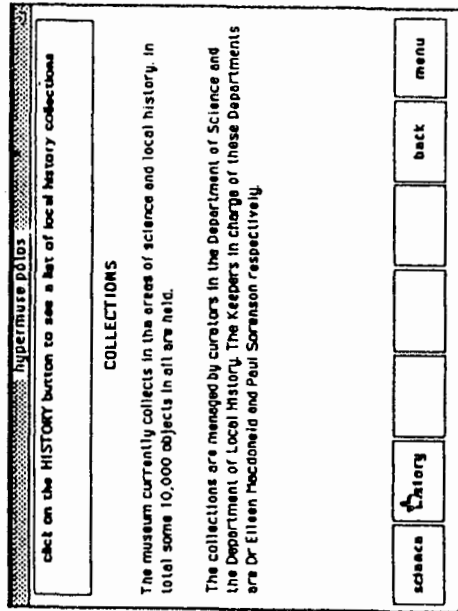 hypermuse pólos
click on the HISTORY button to see a list of local history collections
COLLECTIONS
The museum currently collects in the areas of science and local history. In
total some 10,000 objects in all are held.
The collections are managed by curators in the Department of Science and
the Department of Local History. The Keepers in charge of these Departments
are Dr Eileen Macdonald and Paul Sorenson respectively.
science history back menu